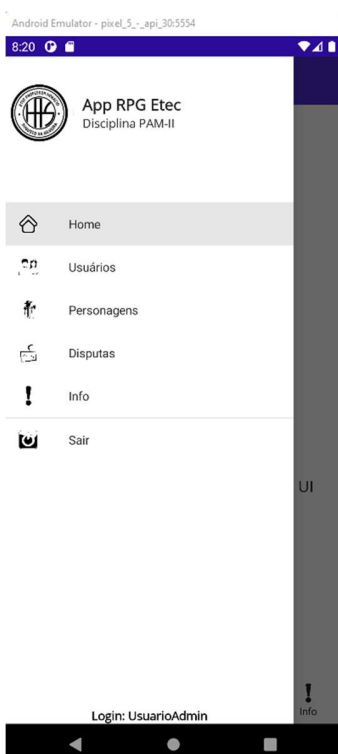 Android Emulator - pixel_5_-_api_30:5554
8:20
App RPG Etec
Disciplina PAM-II
Home
Usuários
Personagens
Disputas
Info
Sair
UI
Info
Login: UsuarioAdmin